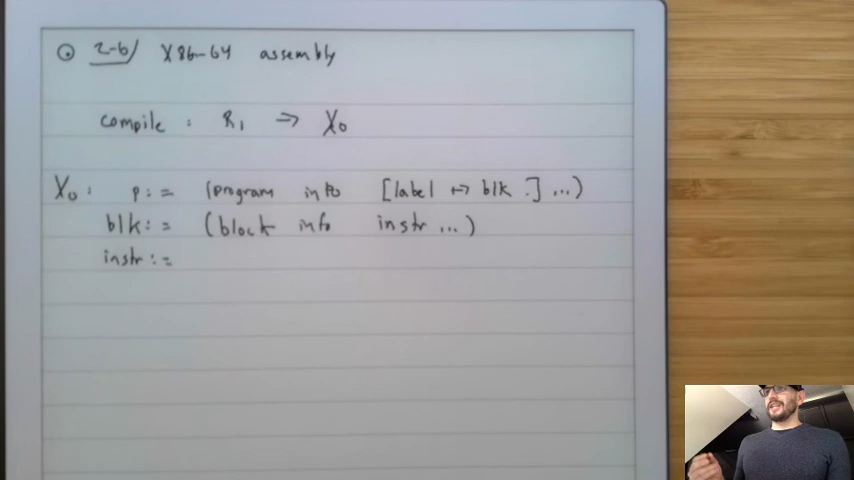 ⊙ 2-6/ X86-64 assembly
compile : R₁ ⇒ X₀
X₀: p:= (program info [label ↦ blk .] ...)
blk:= (block info instr ...)
instr:=